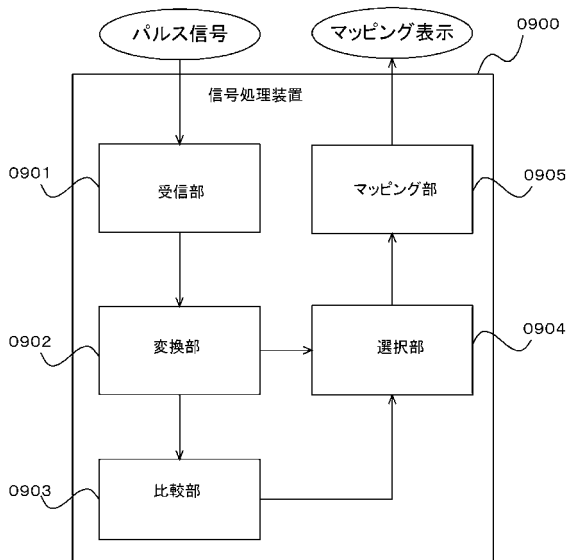 パルス信号
マッピング表示
0900
信号処理装置
0901
受信部
マッピング部
0905
0902
変換部
選択部
0904
0903
比較部